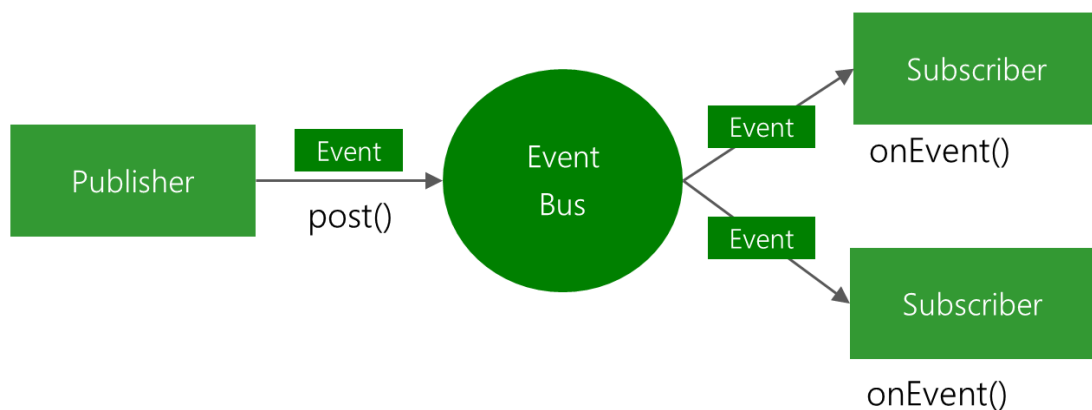 Publisher
Event
post()
Event
Bus
Event
Subscriber
onEvent()
Event
Subscriber
onEvent()